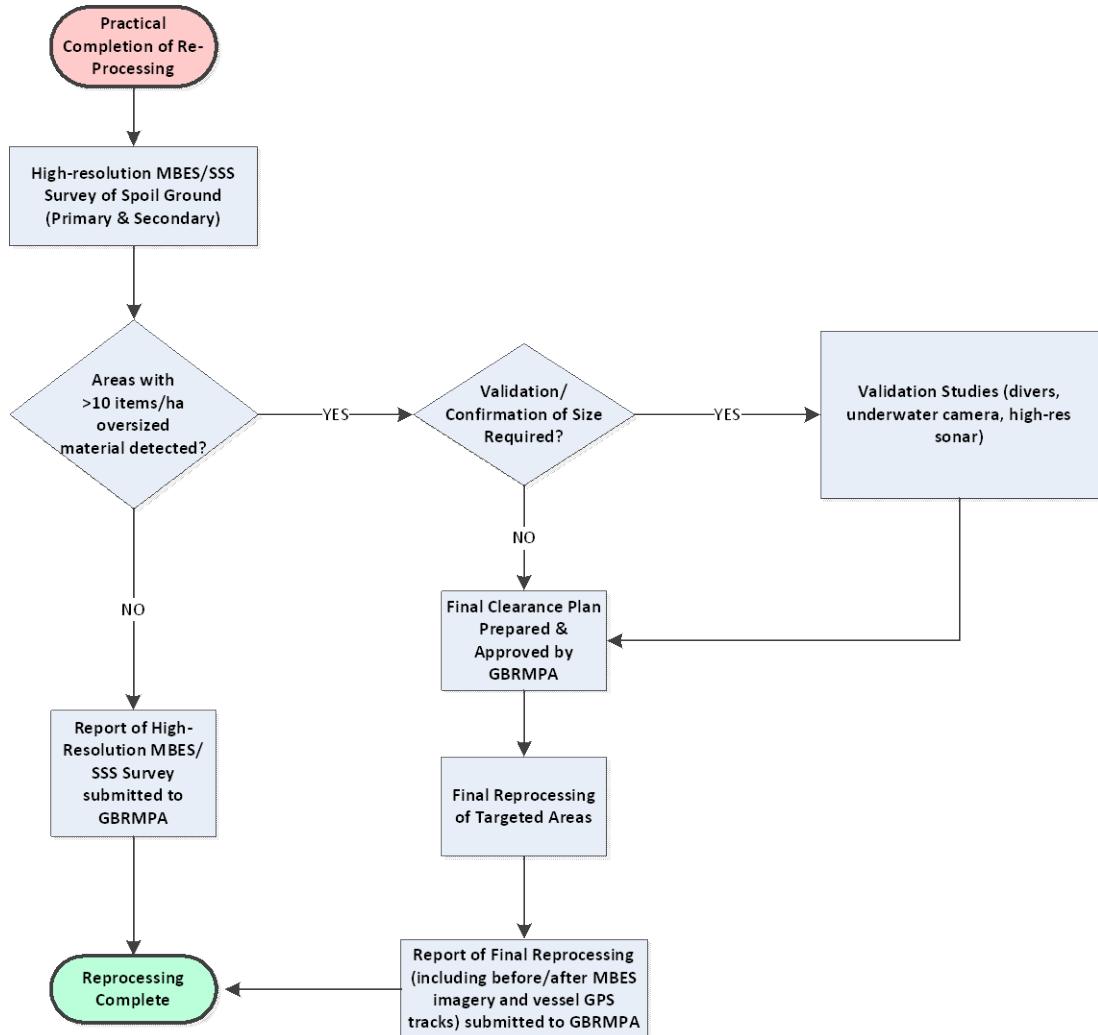 Practical
Completion of Re-
Processing
High-resolution MBES/SSS
Survey of Spoil Ground
(Primary & Secondary)
Areas with
>10 items/ha
oversized
material detected?
YES
Validation/
Confirmation of Size
Required?
YES
Validation Studies (divers,
underwater camera, high-res
sonar)
NO
NO
Final Clearance Plan
Prepared &
Approved by
GBRMPA
Report of High-
Resolution MBES/
SSS Survey
submitted to
GBRMPA
Final Reprocessing
of Targeted Areas
Report of Final Reprocessing
(including before/after MBES
imagery and vessel GPS
tracks) submitted to GBRMPA
Reprocessing
Complete